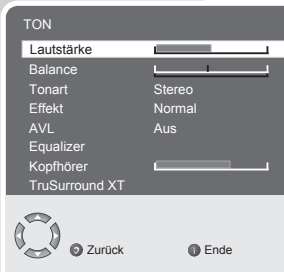 TON
Lautstärke
Balance
Tonart Stereo
Effekt Normal
AVL Aus
Equalizer
Kopfhörer
TruSurround XT
Zurück Ende